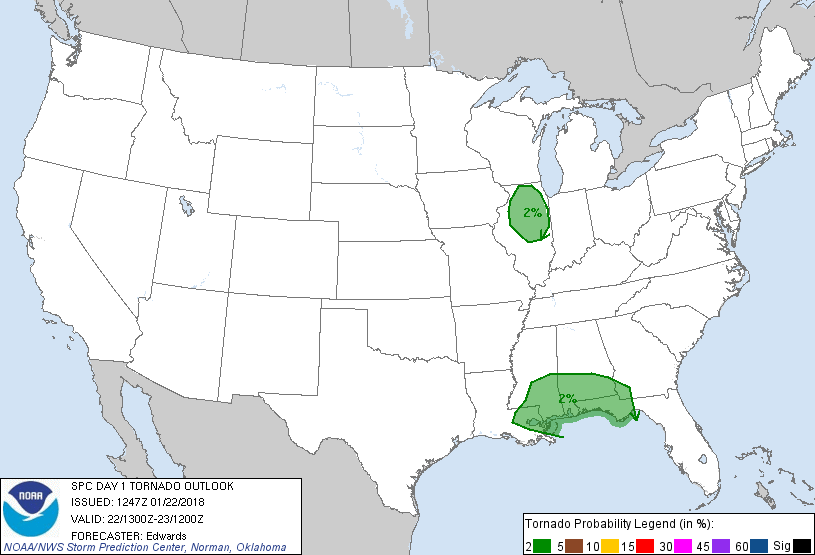 2%
2%
NOAA
SPC DAY 1 TORNADO OUTLOOK
ISSUED: 1247Z 01/22/2018
VALID: 22/1300Z-23/1200Z
FORECASTER: Edwards
NOAA/NWS Storm Prediction Center, Norman, Oklahoma
Tornado Probability Legend (in %):
2 5 10 15 30 45 60 Sig